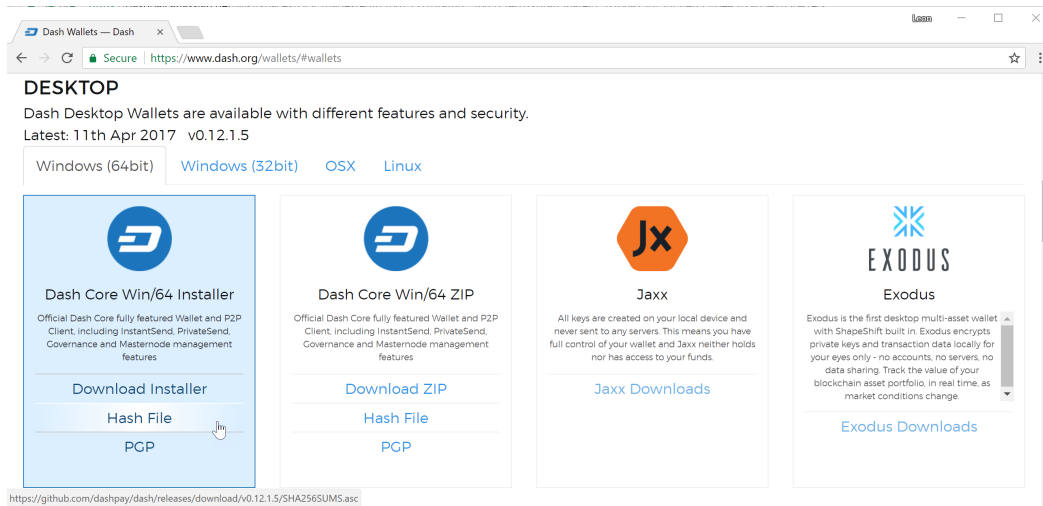 Leon
Dash Wallets — Dash
Secure https://www.dash.org/wallets/#wallets
DESKTOP
Dash Desktop Wallets are available with different features and security.
Latest: 11th Apr 2017 v0.12.1.5
Windows (64bit) Windows (32bit) OSX Linux
Dash Core Win/64 Installer
Official Dash Core fully featured Wallet and P2P
Client, including InstantSend, PrivateSend,
Governance and Masternode management
features
Download Installer
Hash File
PGP
Dash Core Win/64 ZIP
Official Dash Core fully featured Wallet and P2P
Client, including InstantSend, PrivateSend,
Governance and Masternode management
features
Download ZIP
Hash File
PGP
Jx
Jaxx
All keys are created on your local device and
never sent to any servers. This means you have
full control of your wallet and Jaxx neither holds
nor has access to your funds.
Jaxx Downloads
EXODUS
Exodus
Exodus is the first desktop multi-asset wallet
with ShapeShift built in. Exodus encrypts
private keys and transaction data locally for
your eyes only - no accounts, no servers, no
data sharing. Track the value of your
blockchain asset portfolio, in real time, as
market conditions change.
Exodus Downloads
https://github.com/dashpay/dash/releases/download/v0.12.1.5/SHA256SUMS.asc